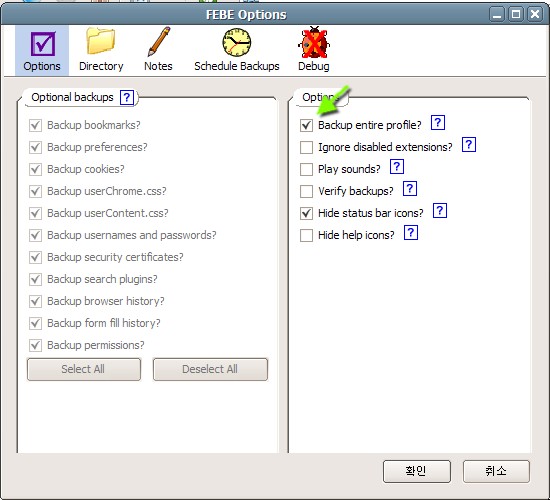 FEBE Options
Options Directory Notes Schedule Backups Debug
Optional backups ?
Backup bookmarks?
Backup preferences?
Backup cookies?
Backup userChrome.css?
Backup userContent.css?
Backup usernames and passwords?
Backup security certificates?
Backup search plugins?
Backup browser history?
Backup form fill history?
Backup permissions?
Select All Deselect All
Options
Backup entire profile? ?
Ignore disabled extensions? ?
Play sounds? ?
Verify backups? ?
Hide status bar icons? ?
Hide help icons? ?
확인 취소